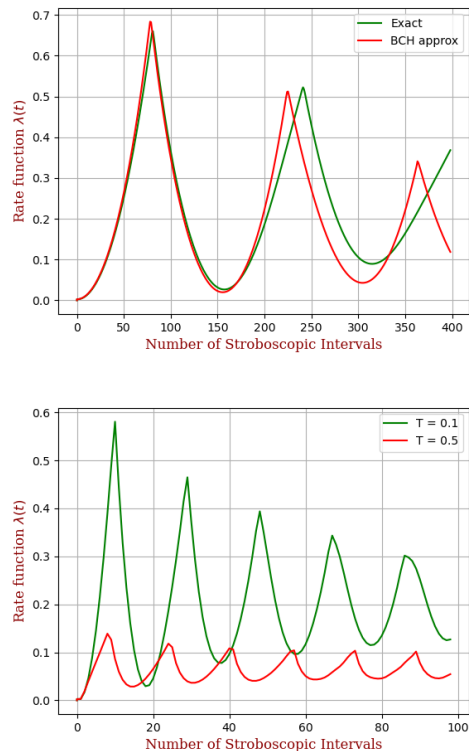 0.7
Exact
BCH approx
0.6
0.5
0.4
0.3
0.2
0.1
0.0
Rate function λ(t)
0 50 100 150 200 250 300 350 400
Number of Stroboscopic Intervals
0.6
T = 0.1
T = 0.5
0.5
0.4
0.3
0.2
0.1
0.0
Rate function λ(t)
0 20 40 60 80 100
Number of Stroboscopic Intervals